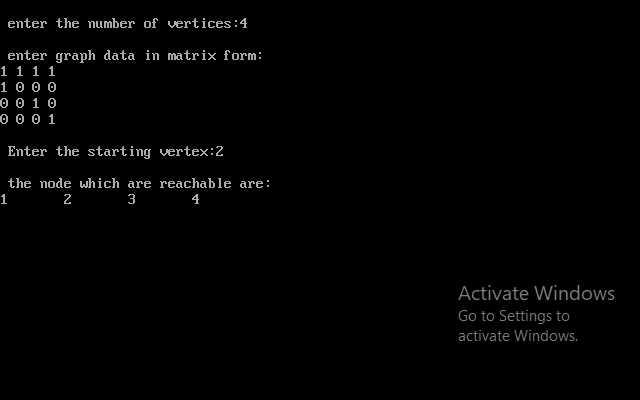 enter the number of vertices:4
enter graph data in matrix form:
1 1 1 1
1 0 0 0
0 0 1 0
0 0 0 1
Enter the starting vertex:2
the node which are reachable are:
1 2 3 4
Activate Windows
Go to Settings to
activate Windows.